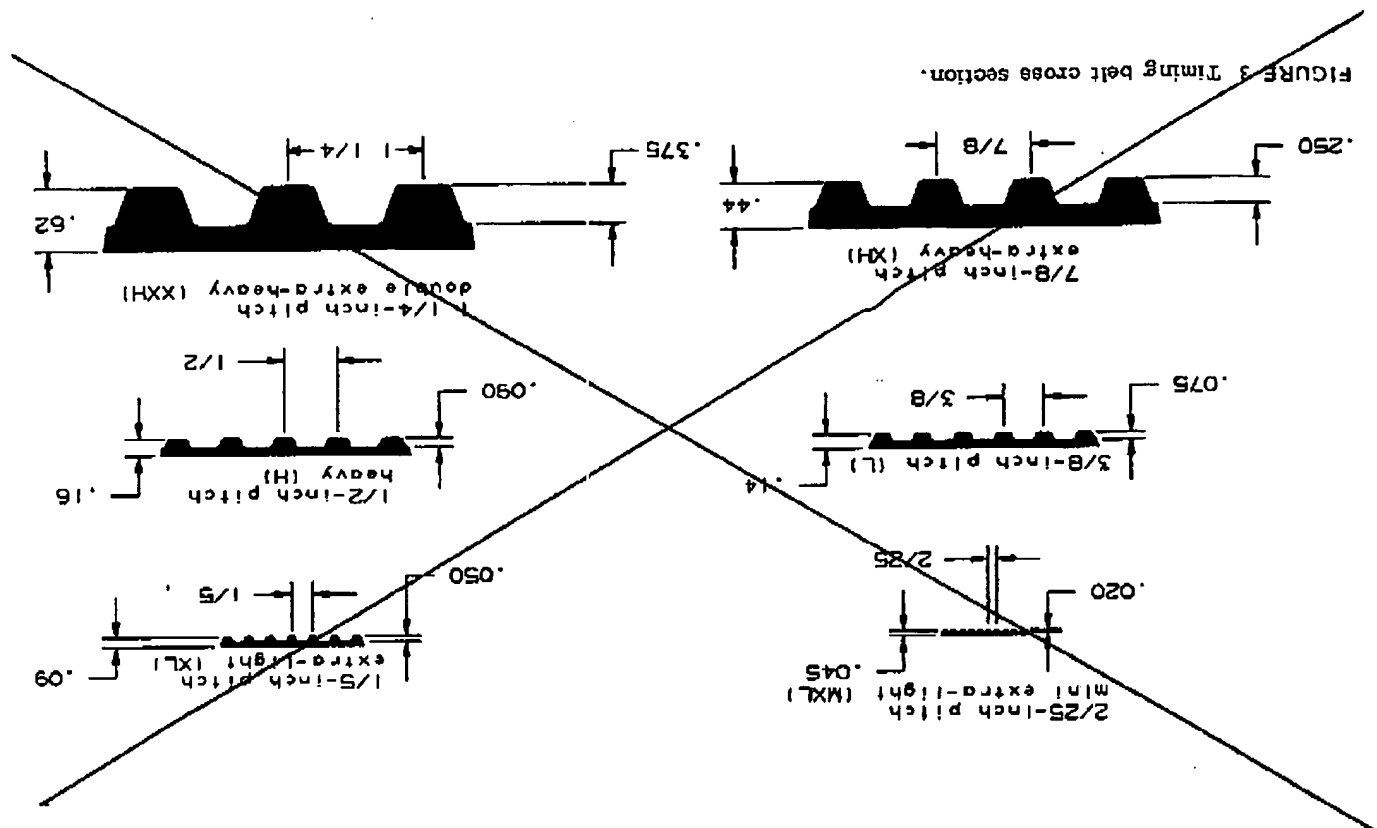 2/25-inch pitch
mini extra-light (MXL)
.045
.020
2/25
1/5-inch pitch
extra-light (XL)
.09
.050
1/5
3/8-inch pitch (L)
.14
.075
3/8
1/2-inch pitch
heavy (H)
.16
.090
1/2
7/8-inch pitch
extra-heavy (XH)
.44
.250
7/8
1 1/4-inch pitch
double extra-heavy (XXH)
.62
.375
1 1/4
FIGURE 3 Timing belt cross section.